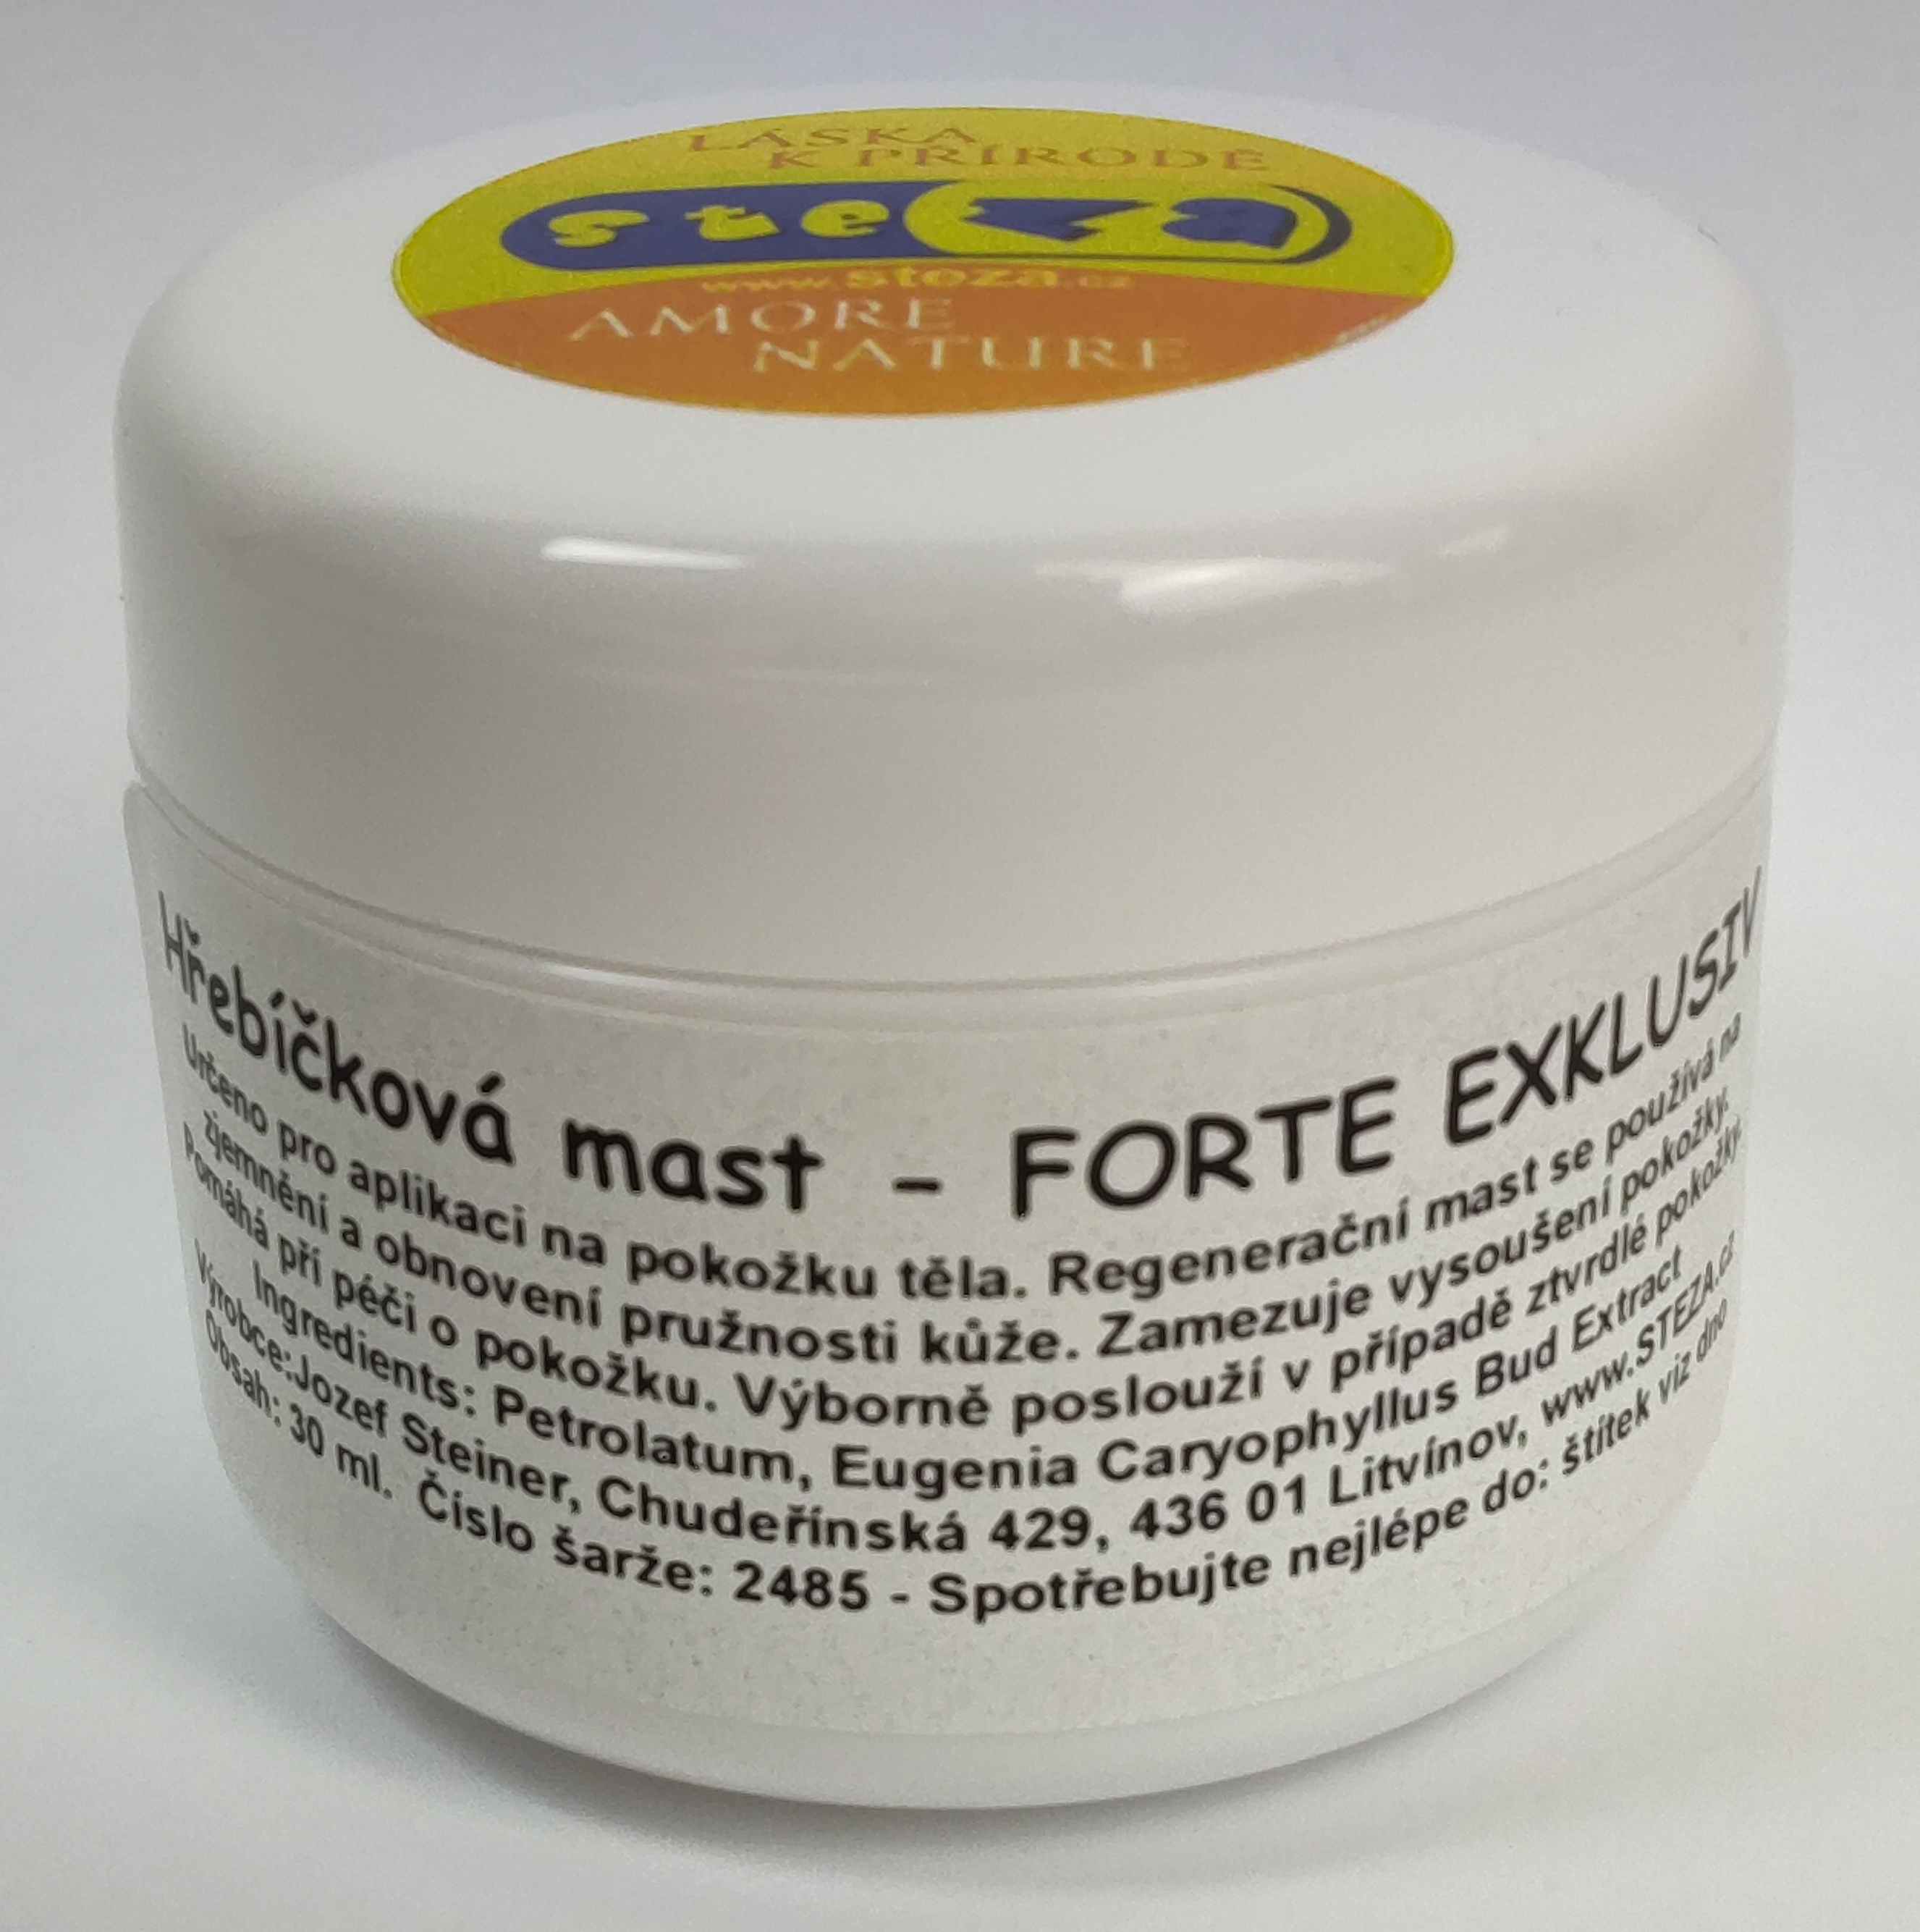 LÁSKA
K PŘÍRODĚ
steza
www.steza.cz
AMORE
NATURE
Hřebíčková mast - FORTE EXKLUSIV
Určeno pro aplikaci na pokožku těla. Regenerační mast se používá na
zjemnění a obnovení pružnosti kůže. Zamezuje vysoušení pokožky.
Pomáhá pří péči o pokožku. Výborně poslouží v případě ztvrdlé pokožky.
Ingredients: Petrolatum, Eugenia Caryophyllus Bud Extract
Výrobce:Jozef Steiner, Chudeřínská 429, 436 01 Litvínov, www.STEZA.cz
Obsah: 30 ml. Číslo šarže: 2485 - Spotřebujte nejlépe do: štítek viz dno